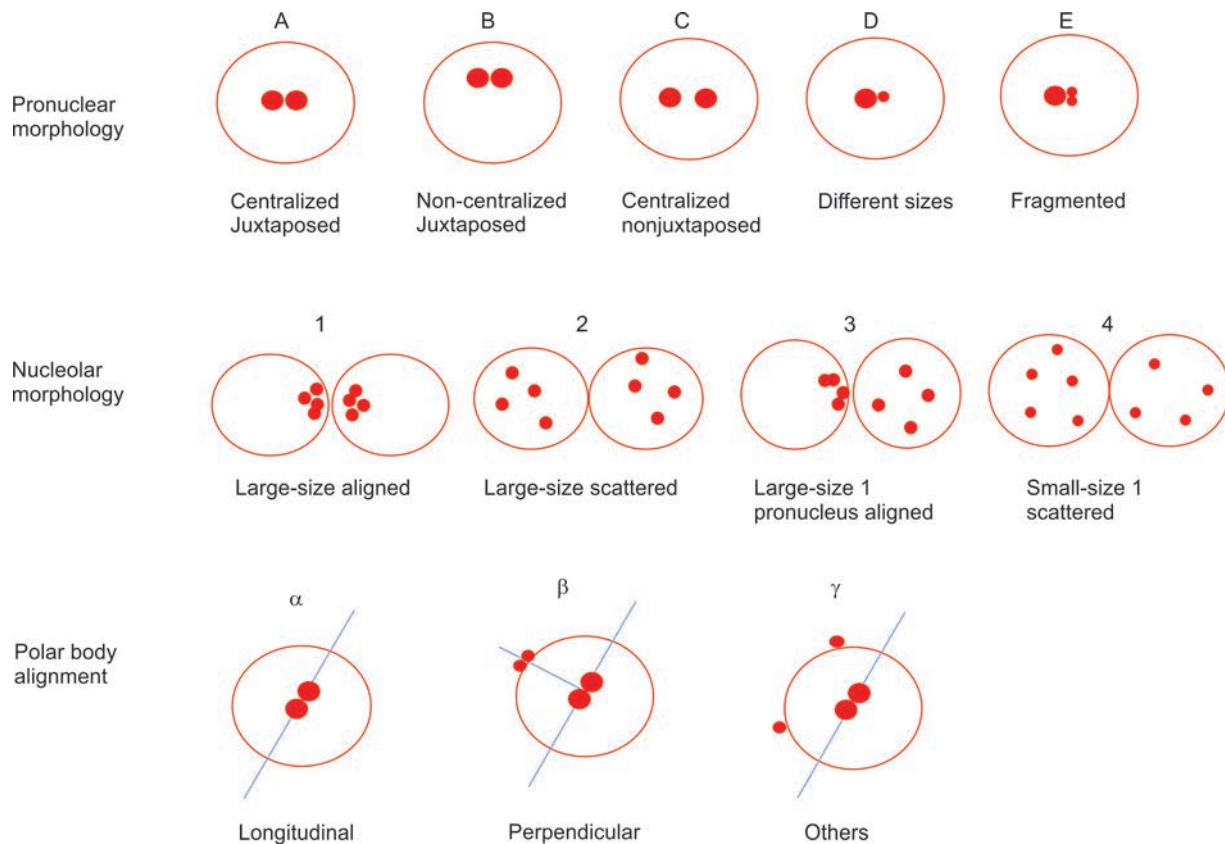 A B C D E
Pronuclear
morphology
Centralized
Juxtaposed
Non-centralized
Juxtaposed
Centralized
nonjuxtaposed
Different sizes
Fragmented
1 2 3 4
Nucleolar
morphology
Large-size aligned
Large-size scattered
Large-size 1
pronucleus aligned
Small-size 1
scattered
α β γ
Polar body
alignment
Longitudinal
Perpendicular
Others